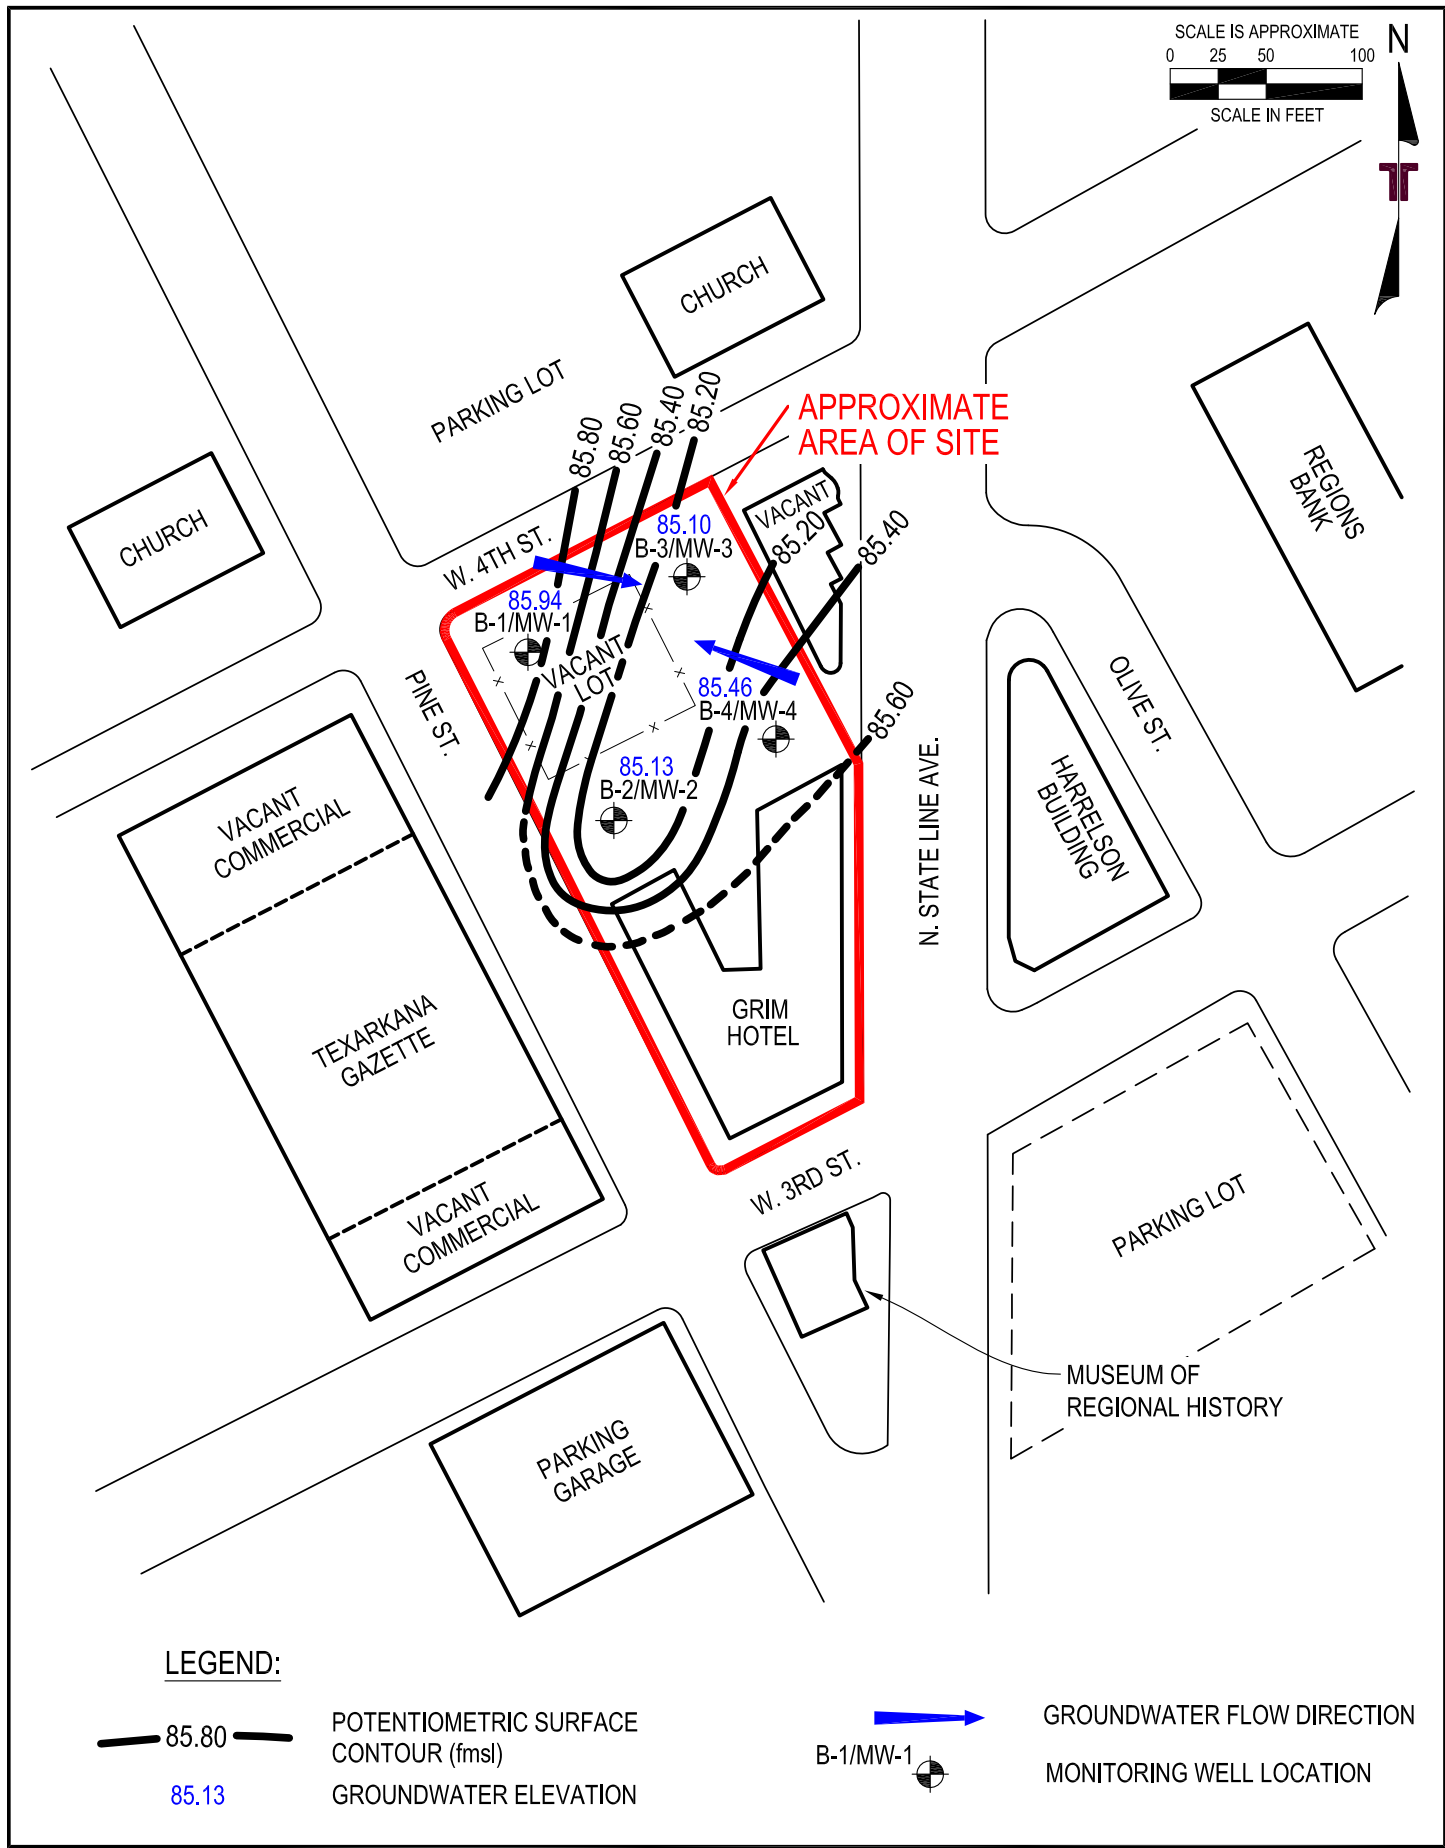 SCALE IS APPROXIMATE
0 25 50 100
SCALE IN FEET
N
CHURCH
PARKING LOT
85.80
85.60
85.40
85.20
APPROXIMATE
AREA OF SITE
REGIONS
BANK
CHURCH
W. 4TH ST.
85.10
B-3/MW-3
VACANT
85.20
85.40
85.94
B-1/MW-1
VACANT
LOT
PINE ST.
85.46
B-4/MW-4
85.60
OLIVE ST.
85.13
B-2/MW-2
N. STATE LINE AVE.
HARRELSON
BUILDING
VACANT
COMMERCIAL
TEXARKANA
GAZETTE
GRIM
HOTEL
VACANT
COMMERCIAL
W. 3RD ST.
PARKING LOT
MUSEUM OF
REGIONAL HISTORY
PARKING
GARAGE
LEGEND:
85.80
POTENTIOMETRIC SURFACE
CONTOUR (fmsl)
85.13
GROUNDWATER ELEVATION
GROUNDWATER FLOW DIRECTION
B-1/MW-1
MONITORING WELL LOCATION